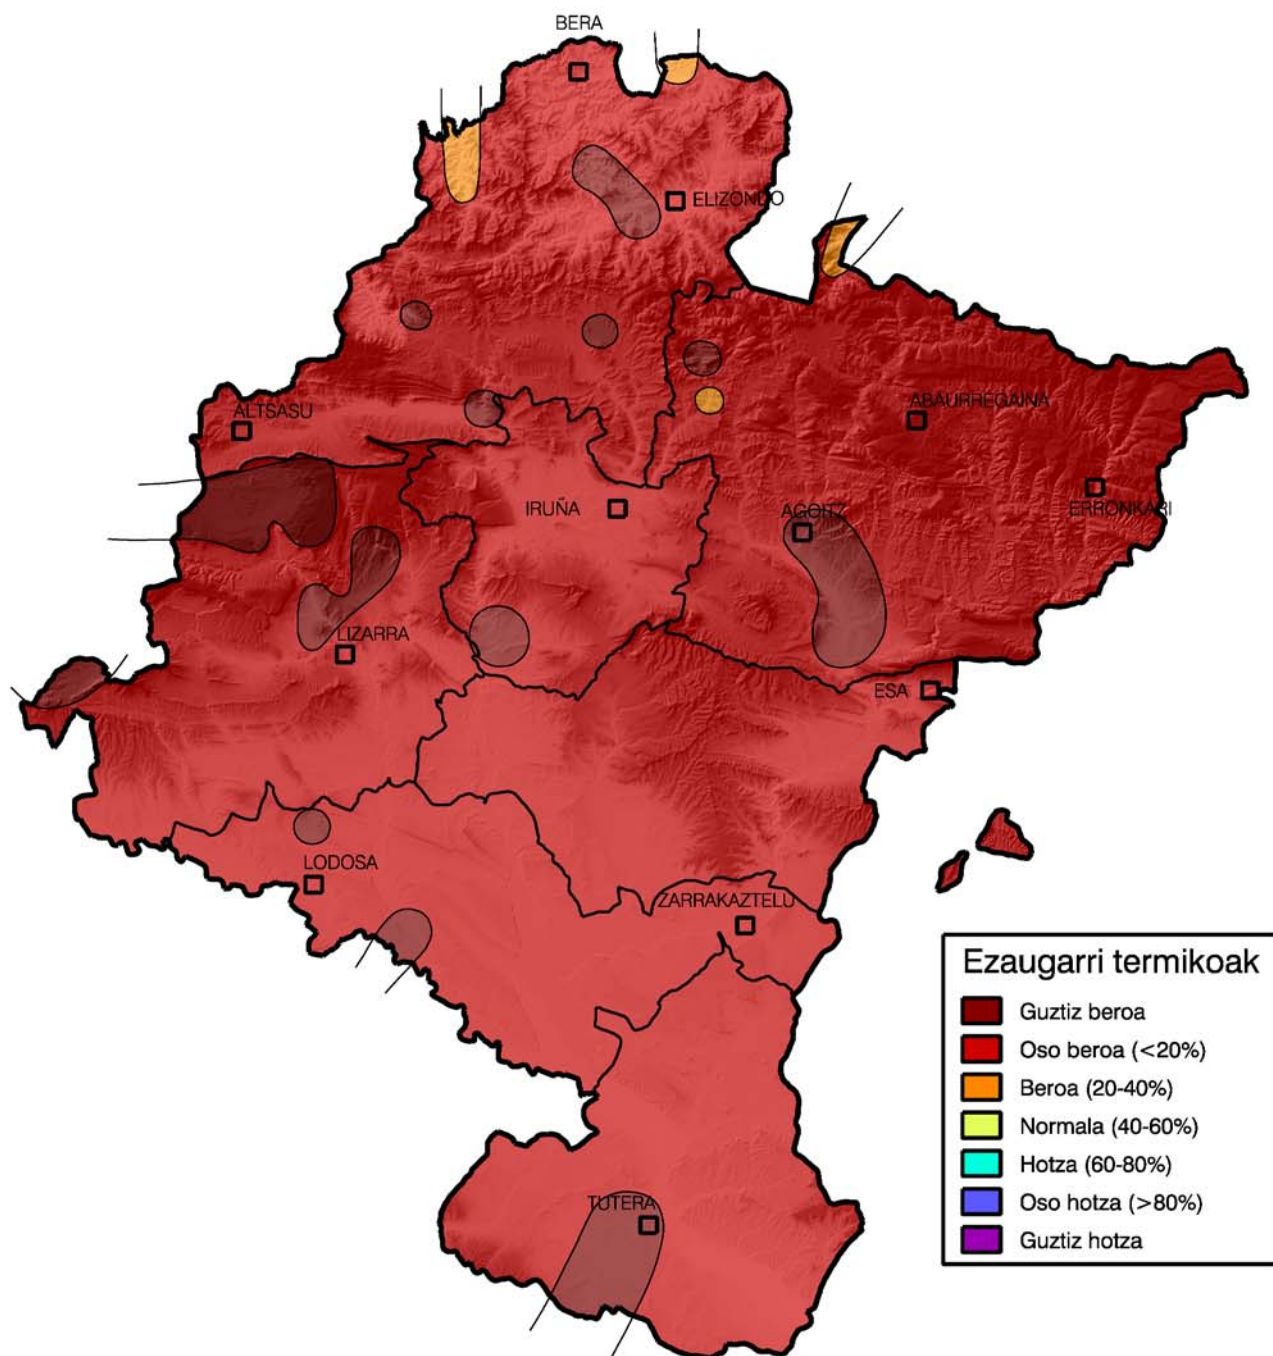 BERA
ELIZONDO
ALTSASU
ABAURREGAINA
IRUÑA
AGOITZ
ERRONKARI
LIZARRA
ESA
LODOSA
ZARRAKAZTELU
TUTERA
Ezaugarri termikoak
Guztiz beroa
Oso beroa (<20%)
Beroa (20-40%)
Normala (40-60%)
Hotza (60-80%)
Oso hotza (>80%)
Guztiz hotza